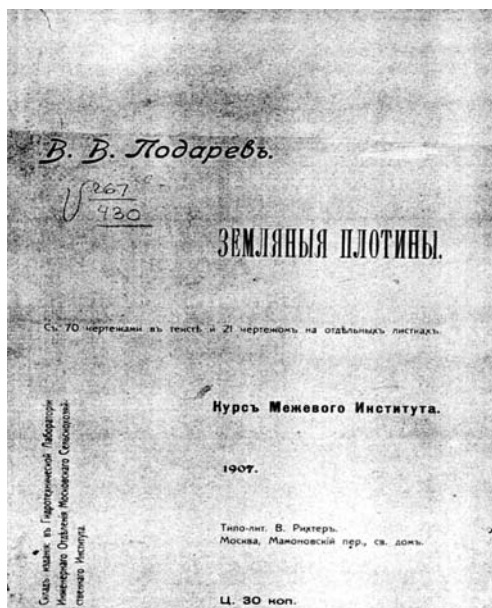 В. В. Подаревъ.
V 267
430
ЗЕМЛЯНЫЯ ПЛОТИНЫ.
Съ 70 чертежами въ текстѣ и 21 чертежомъ на отдѣльныхъ листкахъ.
Курсъ Межевого Института.
1907.
Типо-лит. В. Рихтеръ.
Москва, Мамоновскій пер., св. домъ.
Ц. 30 коп.
Складъ изданія въ Гидротехнической Лабораторіи
Инженернаго Отдѣленія Московскаго Сельскохозяй-
ственнаго Института.